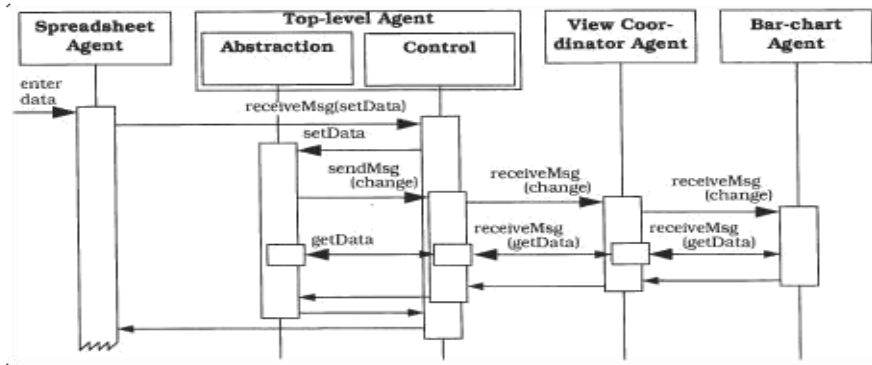 Top-level Agent
Spreadsheet
Agent
Abstraction
Control
View Coor-
dinator Agent
Bar-chart
Agent
enter
data
receiveMsg(setData)
setData
sendMsg
(change)
receiveMsg
(change)
receiveMsg
(change)
getData
receiveMsg
(getData)
receiveMsg
(getData)